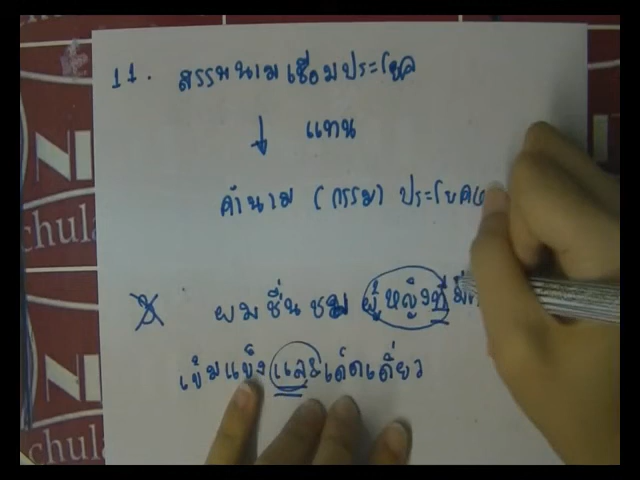 11. สรรพนามเชื่อมประโยค
↓ แทน
คำนาม (กรรม) ประโยค
ผมชื่นชม ผู้หญิงที่
เข้มแข็งและเด็ดเดี่ยว
chula
chula